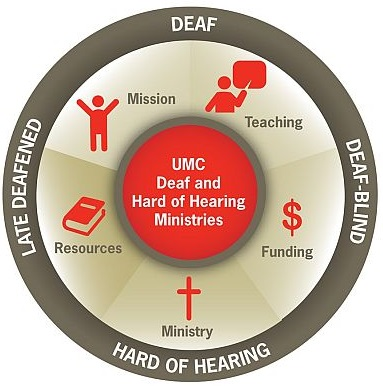 DEAF
Mission
Teaching
LATE DEAFENED
DEAF-BLIND
UMC
Deaf and
Hard of Hearing
Ministries
$
Resources
Funding
Ministry
HARD OF HEARING